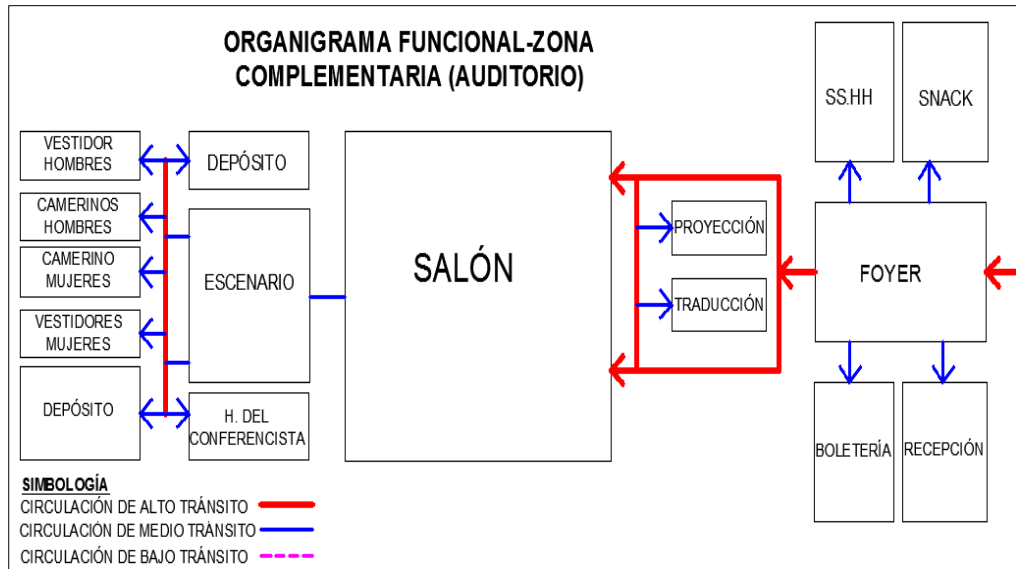 ORGANIGRAMA FUNCIONAL-ZONA
COMPLEMENTARIA (AUDITORIO)
VESTIDOR
HOMBRES
CAMERINOS
HOMBRES
CAMERINO
MUJERES
VESTIDORES
MUJERES
DEPÓSITO
DEPÓSITO
ESCENARIO
H. DEL
CONFERENCISTA
SALÓN
PROYECCIÓN
TRADUCCIÓN
SS.HH
SNACK
FOYER
BOLETERÍA
RECEPCIÓN
SIMBOLOGÍA
CIRCULACIÓN DE ALTO TRÁNSITO
CIRCULACIÓN DE MEDIO TRÁNSITO
CIRCULACIÓN DE BAJO TRÁNSITO